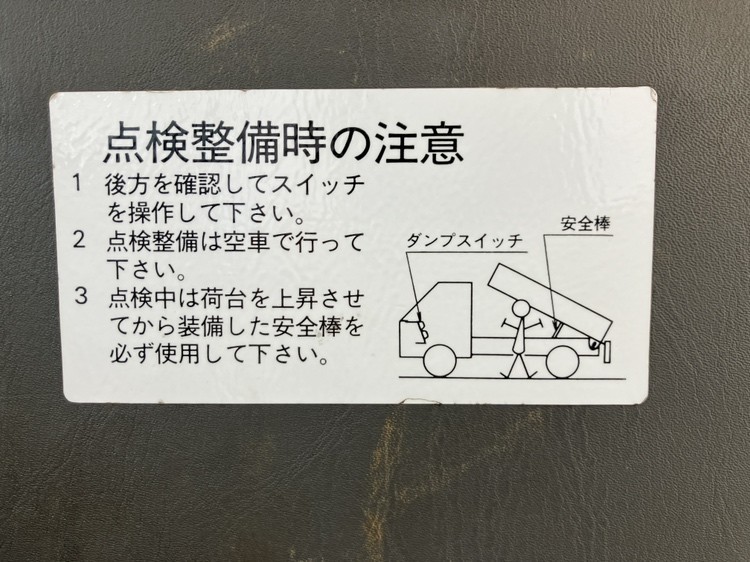 点検整備時の注意
1 後方を確認してスイッチ
を操作して下さい。
2 点検整備は空車で行って
下さい。
3 点検中は荷台を上昇させ
てから装備した安全棒を
必ず使用して下さい。
安全棒
ダンプスイッチ